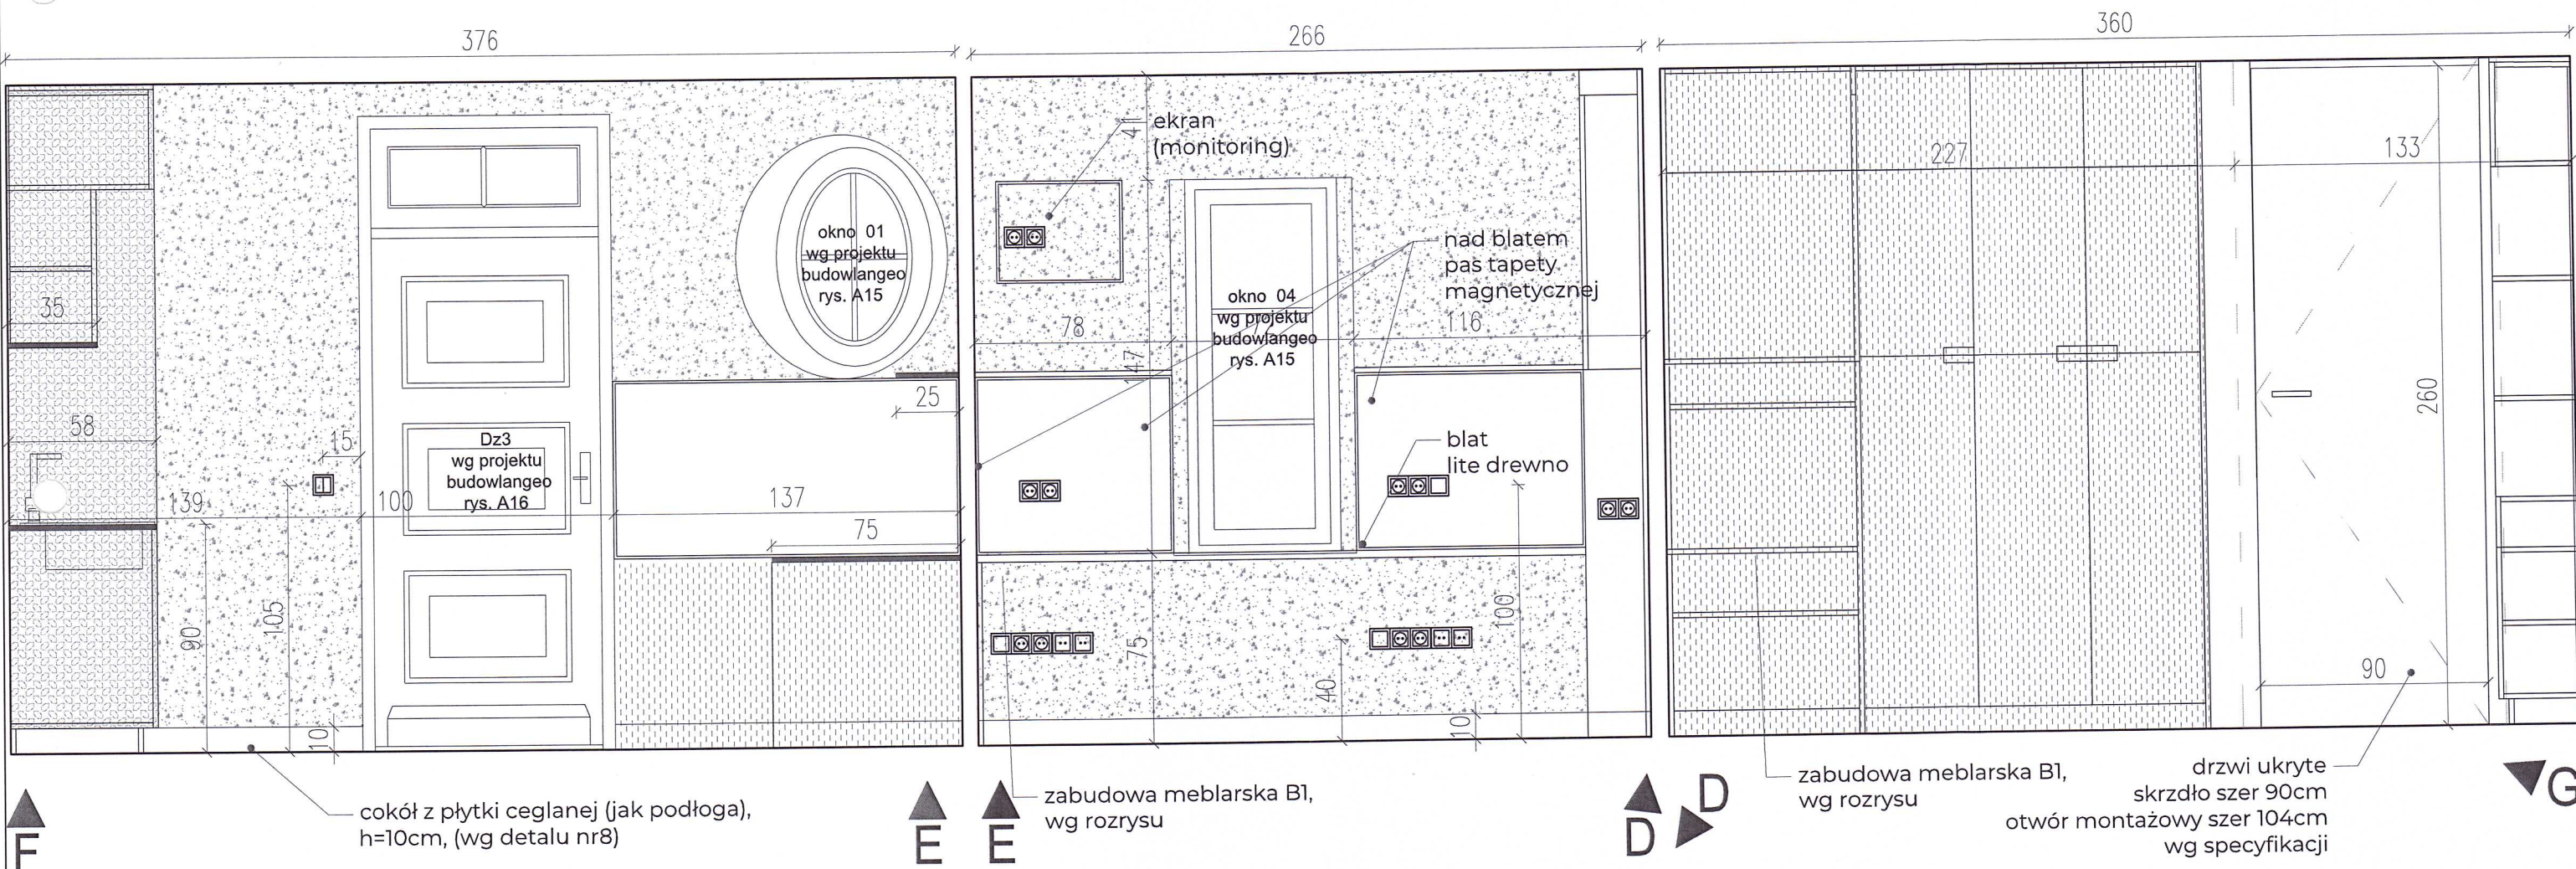 376
266
360
ekran
(monitoring)
41
227
133
okno 01
wg projektu
budowlangeo
rys. A15
nad blatem
pas tapety
magnetycznej
okno 04
wg projektu
budowlangeo
rys. A15
35
78
116
147
25
260
58
15
Dz3
wg projektu
budowlangeo
rys. A16
blat
lite drewno
139
100
137
75
90
105
75
100
40
90
10
10
zabudowa meblarska B1,
wg rozrysu
cokół z płytki ceglanej (jak podłoga),
h=10cm, (wg detalu nr8)
zabudowa meblarska B1,
wg rozrysu
drzwi ukryte
skrzdło szer 90cm
otwór montażowy szer 104cm
wg specyfikacji
F
E
E
D
D
G